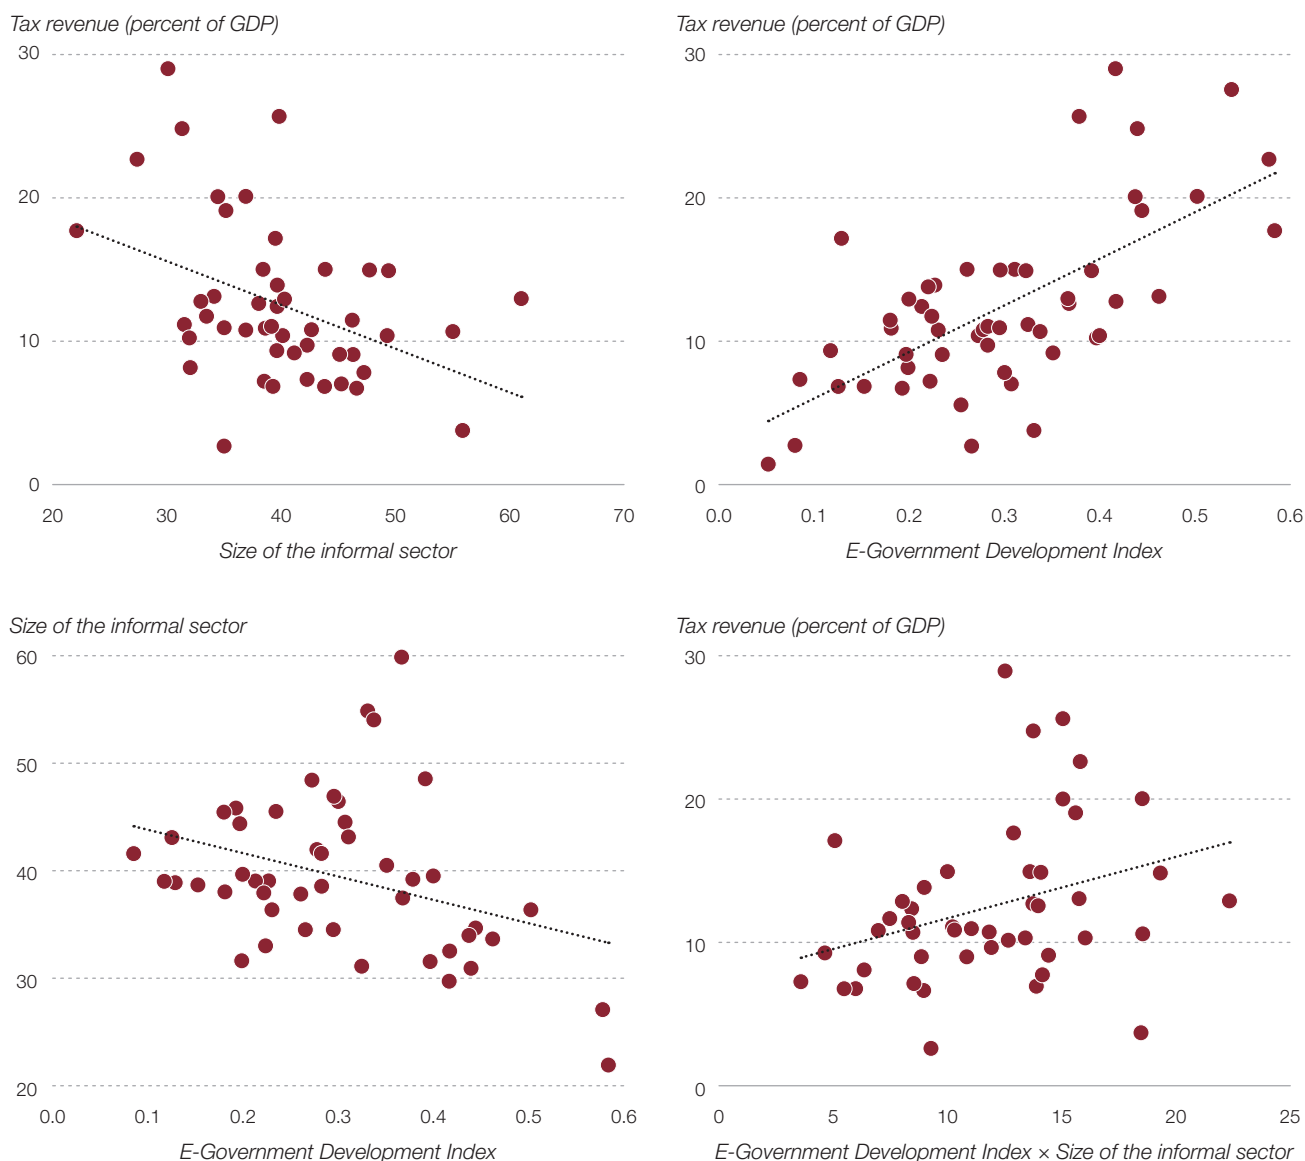 Tax revenue (percent of GDP)
30
20
10
0
20 30 40 50 60 70
Size of the informal sector
Tax revenue (percent of GDP)
30
20
10
0
0.0 0.1 0.2 0.3 0.4 0.5 0.6
E-Government Development Index
Size of the informal sector
60
50
40
30
20
0.0 0.1 0.2 0.3 0.4 0.5 0.6
E-Government Development Index
Tax revenue (percent of GDP)
30
20
10
0
0 5 10 15 20 25
E-Government Development Index × Size of the informal sector